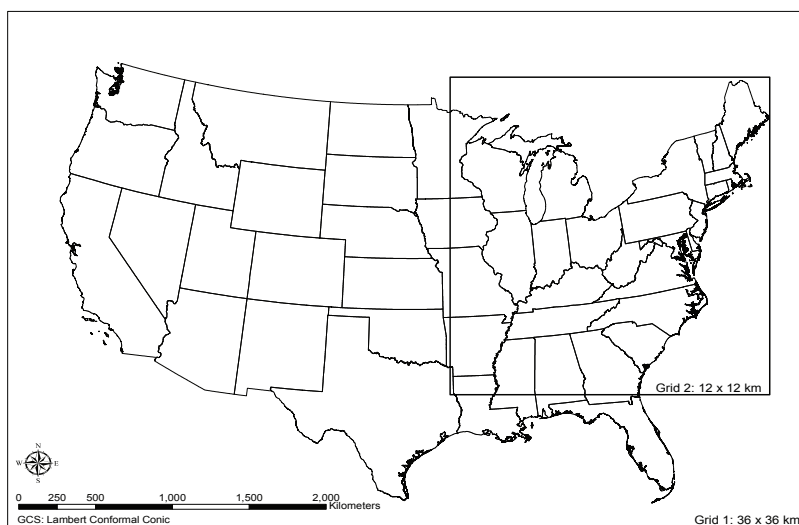 Grid 2: 12 x 12 km
N
W E
S
0 250 500 1,000 1,500 2,000
Kilometers
GCS: Lambert Conformal Conic
Grid 1: 36 x 36 km